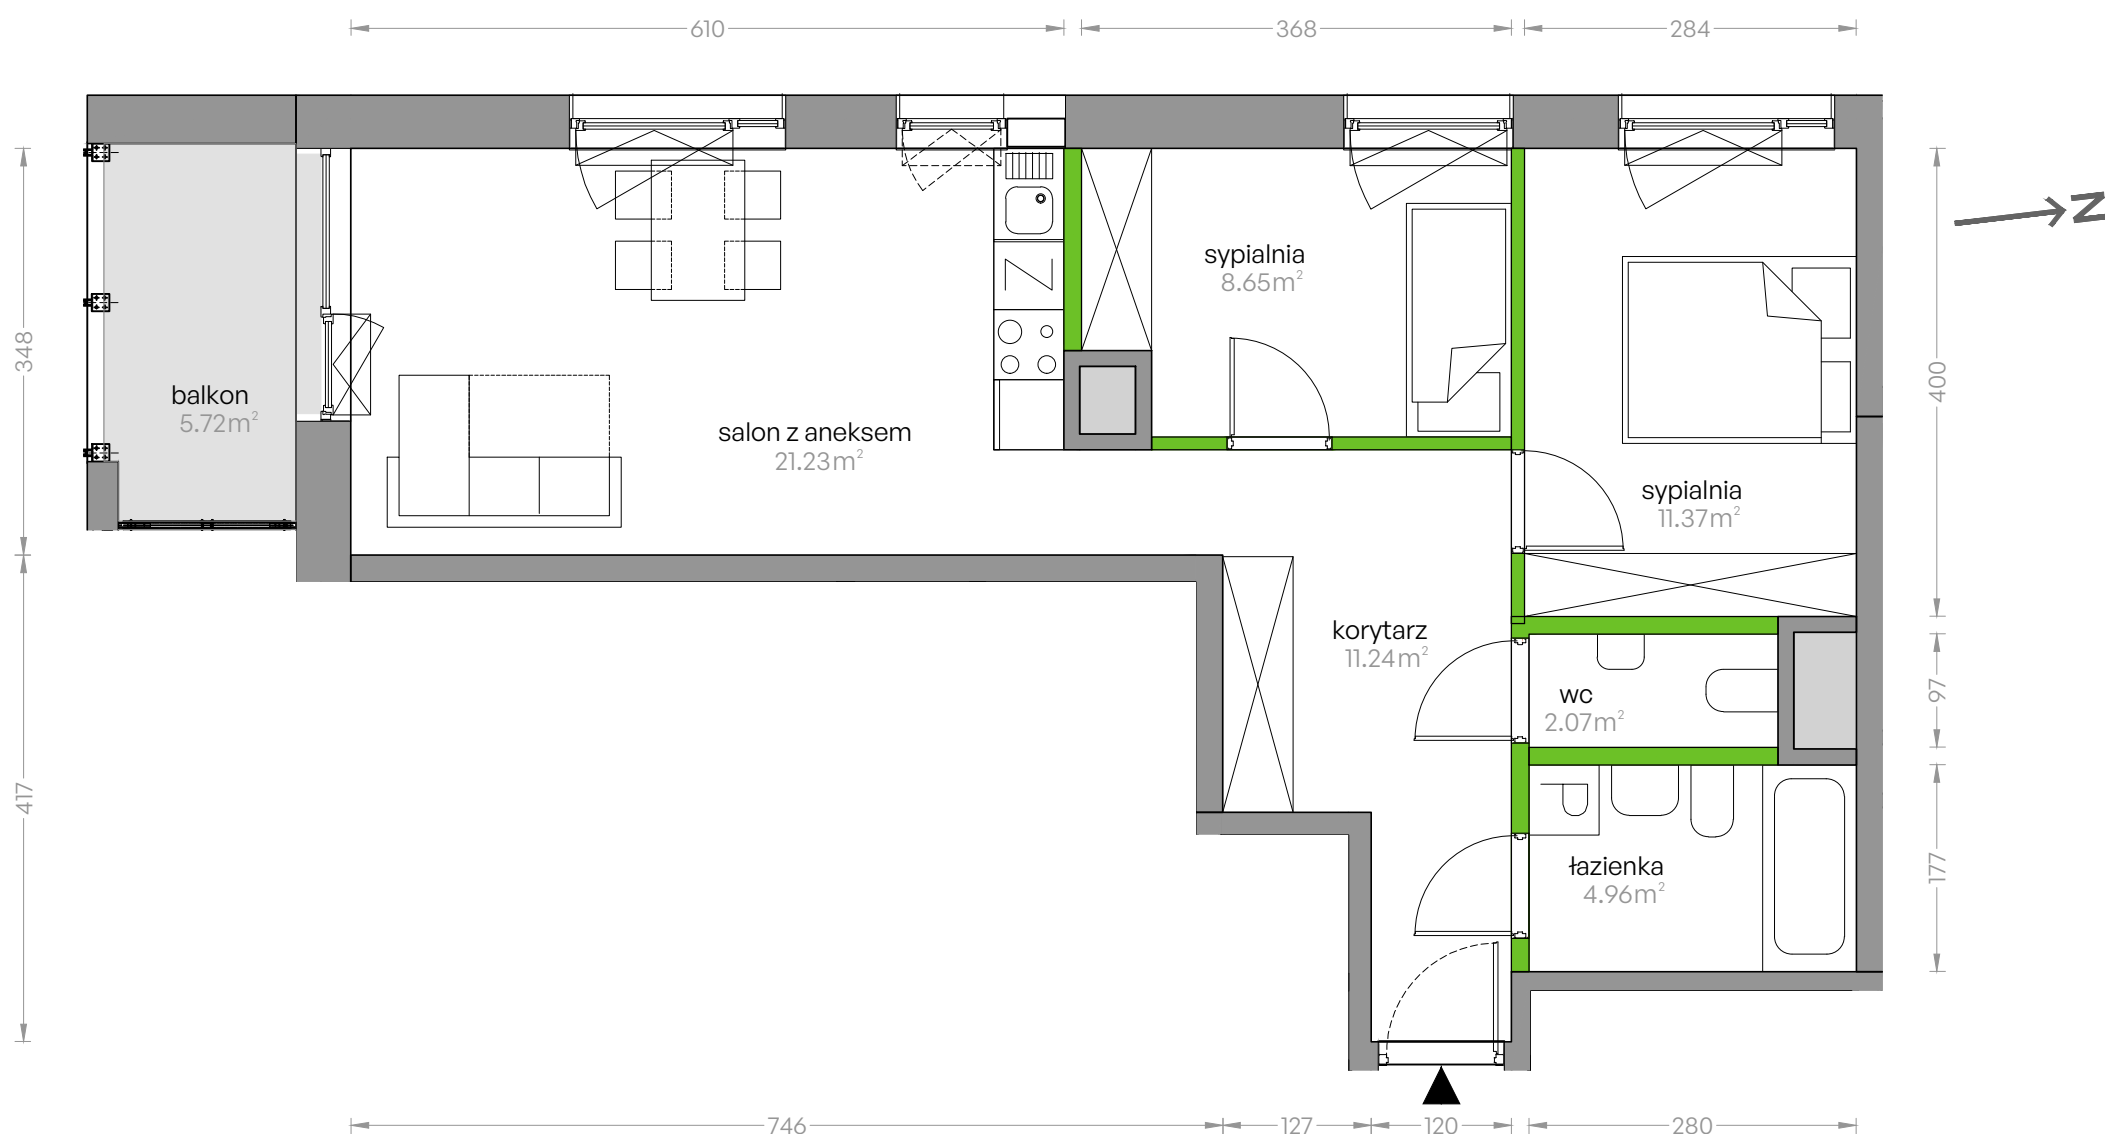 610
368
284
N
348
400
sypialnia
8.65m²
balkon
5.72m²
salon z aneksem
21.23m²
sypialnia
11.37m²
korytarz
11.24m²
wc
2.07m²
97
417
łazienka
4.96m²
177
746
127
120
280